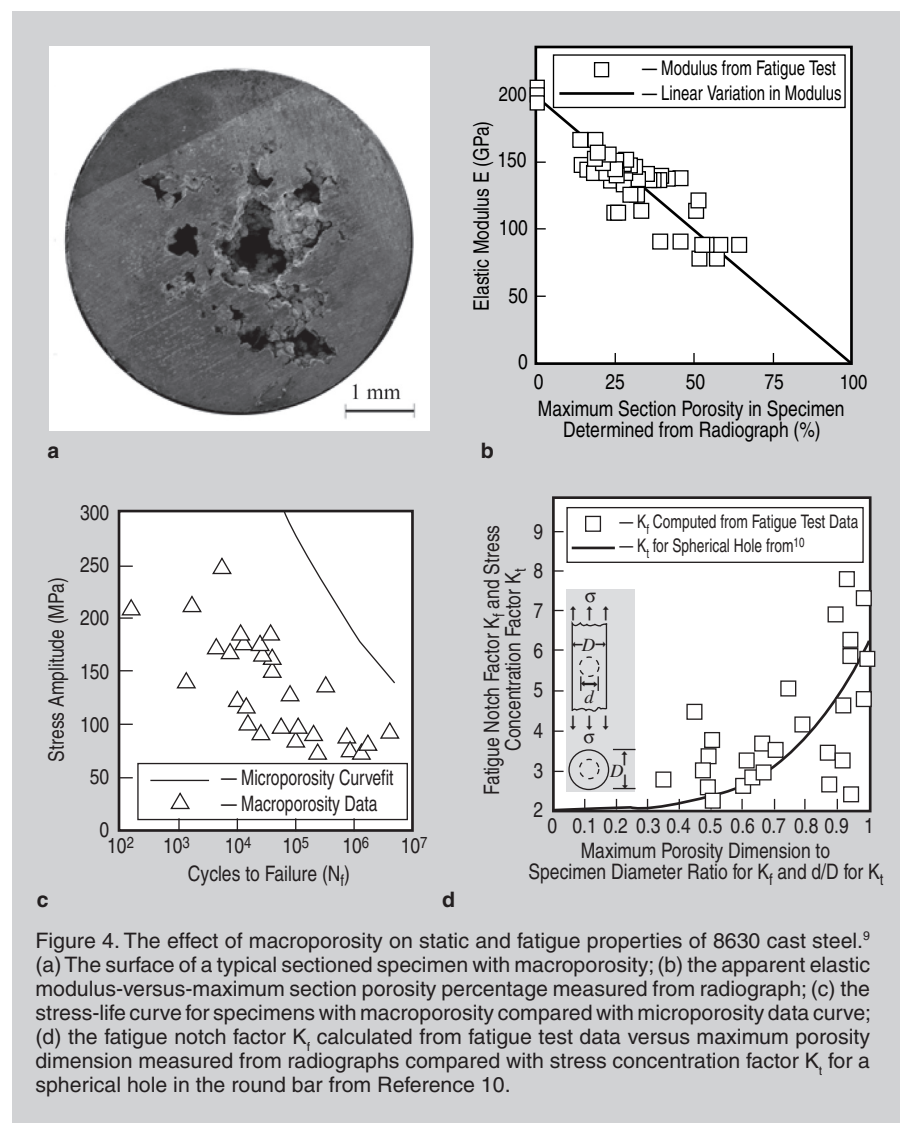 1 mm
a
Elastic Modulus E (GPa)
200
150
100
50
0
— Modulus from Fatigue Test
— Linear Variation in Modulus
0 25 50 75 100
Maximum Section Porosity in Specimen
Determined from Radiograph (%)
b
Stress Amplitude (MPa)
300
250
200
150
100
50
0
— Microporosity Curvefit
— Macroporosity Data
10² 10³ 10⁴ 10⁵ 10⁶ 10⁷
Cycles to Failure (Nf)
c
Fatigue Notch Factor Kf and Stress
Concentration Factor Kt
9
8
7
6
5
4
3
2
— Kf Computed from Fatigue Test Data
— Kt for Spherical Hole from¹⁰
σ
D
d
σ
D
0 0.1 0.2 0.3 0.4 0.5 0.6 0.7 0.8 0.9 1
Maximum Porosity Dimension to
Specimen Diameter Ratio for Kf and d/D for Kt
d
Figure 4. The effect of macroporosity on static and fatigue properties of 8630 cast steel.⁹
(a) The surface of a typical sectioned specimen with macroporosity; (b) the apparent elastic
modulus-versus-maximum section porosity percentage measured from radiograph; (c) the
stress-life curve for specimens with macroporosity compared with microporosity data curve;
(d) the fatigue notch factor Kf calculated from fatigue test data versus maximum porosity
dimension measured from radiographs compared with stress concentration factor Kt for a
spherical hole in the round bar from Reference 10.